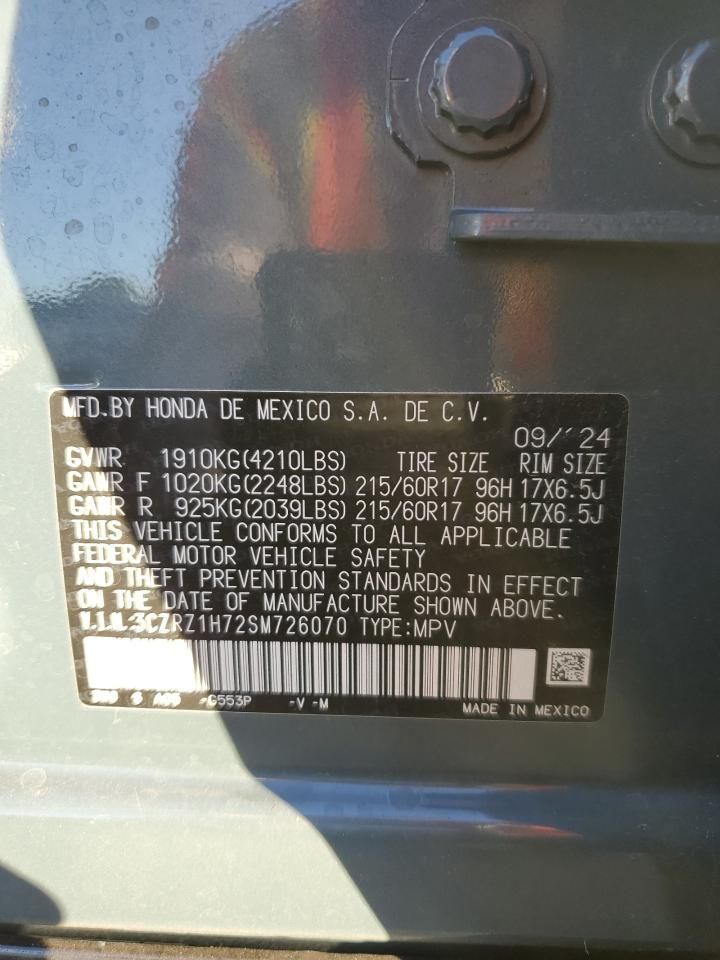 MFD.BY HONDA DE MEXICO S.A. DE C.V.
09/'24
GVWR 1910KG(4210LBS) TIRE SIZE RIM SIZE
GAWR F 1020KG(2248LBS) 215/60R17 96H 17X6.5J
GAWR R 925KG(2039LBS) 215/60R17 96H 17X6.5J
THIS VEHICLE CONFORMS TO ALL APPLICABLE
FEDERAL MOTOR VEHICLE SAFETY
AND THEFT PREVENTION STANDARDS IN EFFECT
ON THE DATE OF MANUFACTURE SHOWN ABOVE.
V.I.N.3CZRZ1H72SM726070 TYPE:MPV
-G553P -V -M MADE IN MEXICO